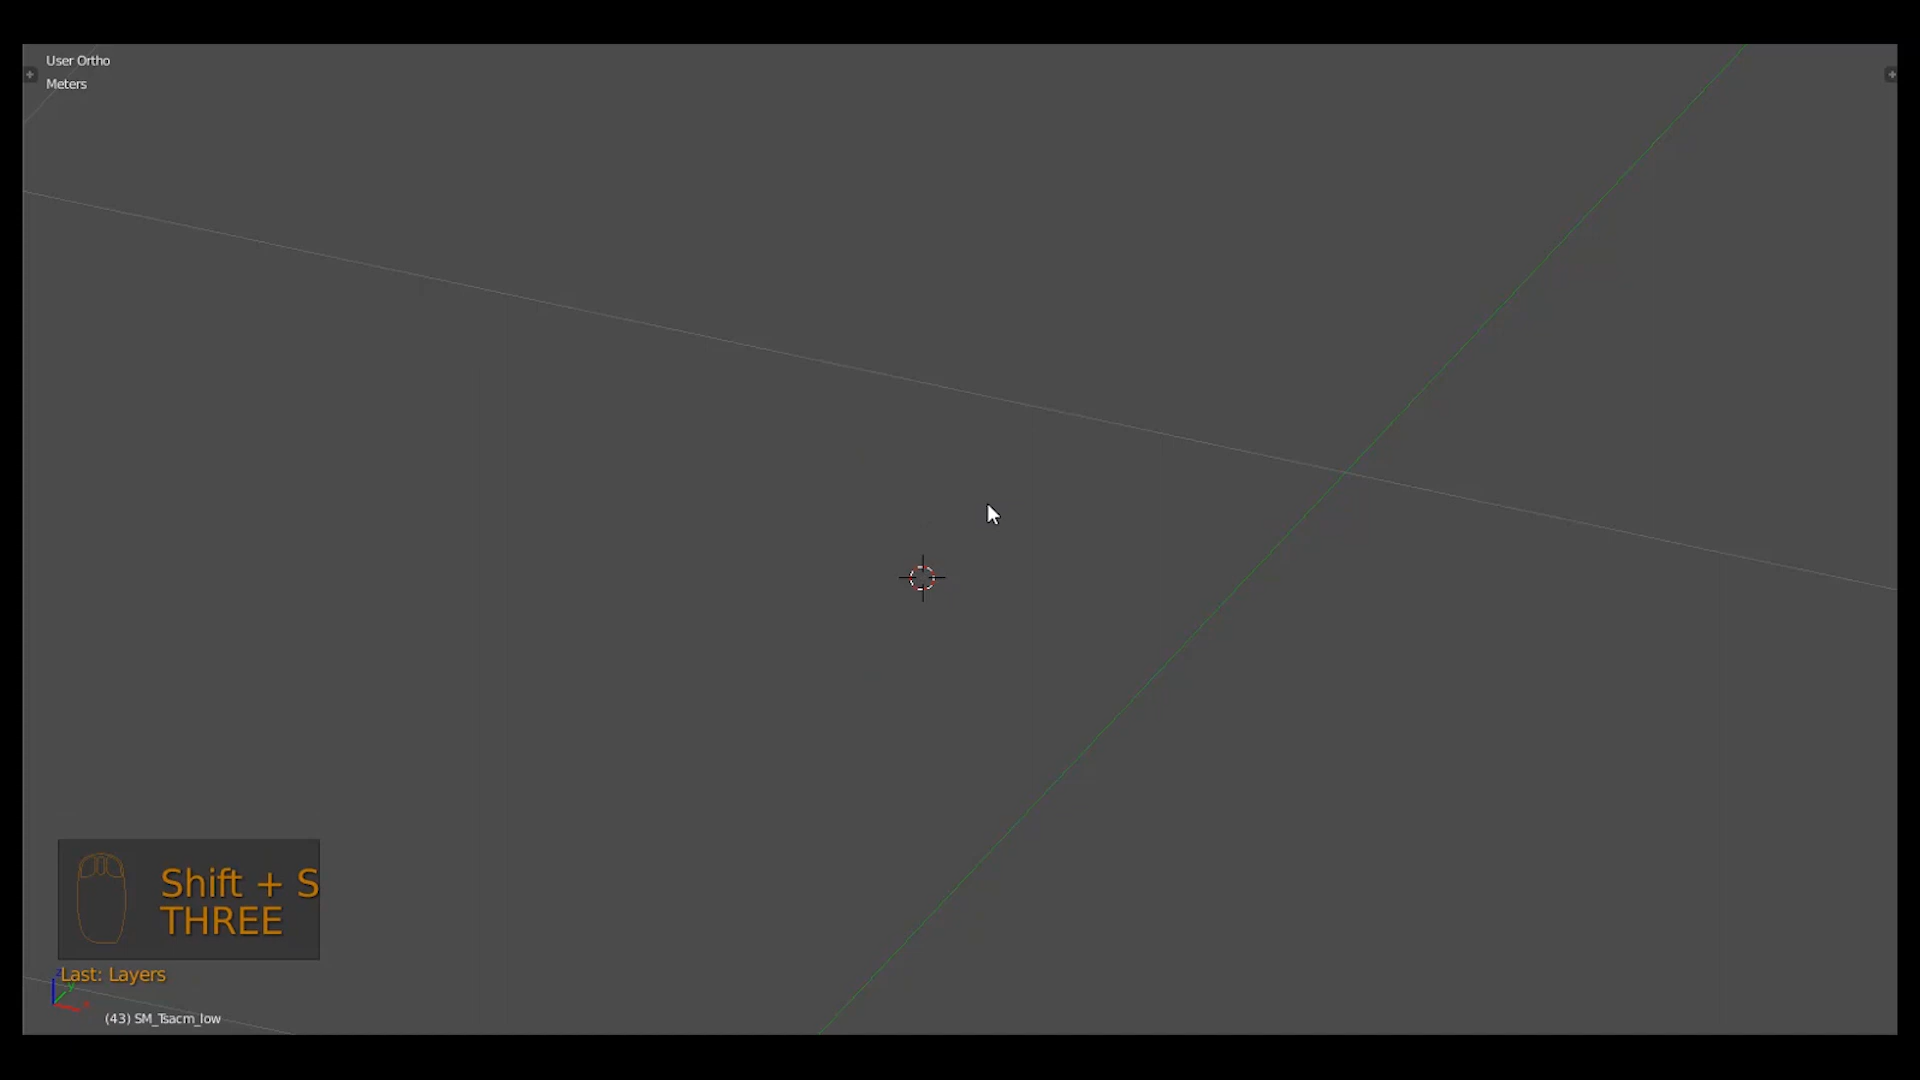 User Ortho
Meters
Shift + S
THREE
Last: Layers
z
y
x
(43) SM_Tsacm_low